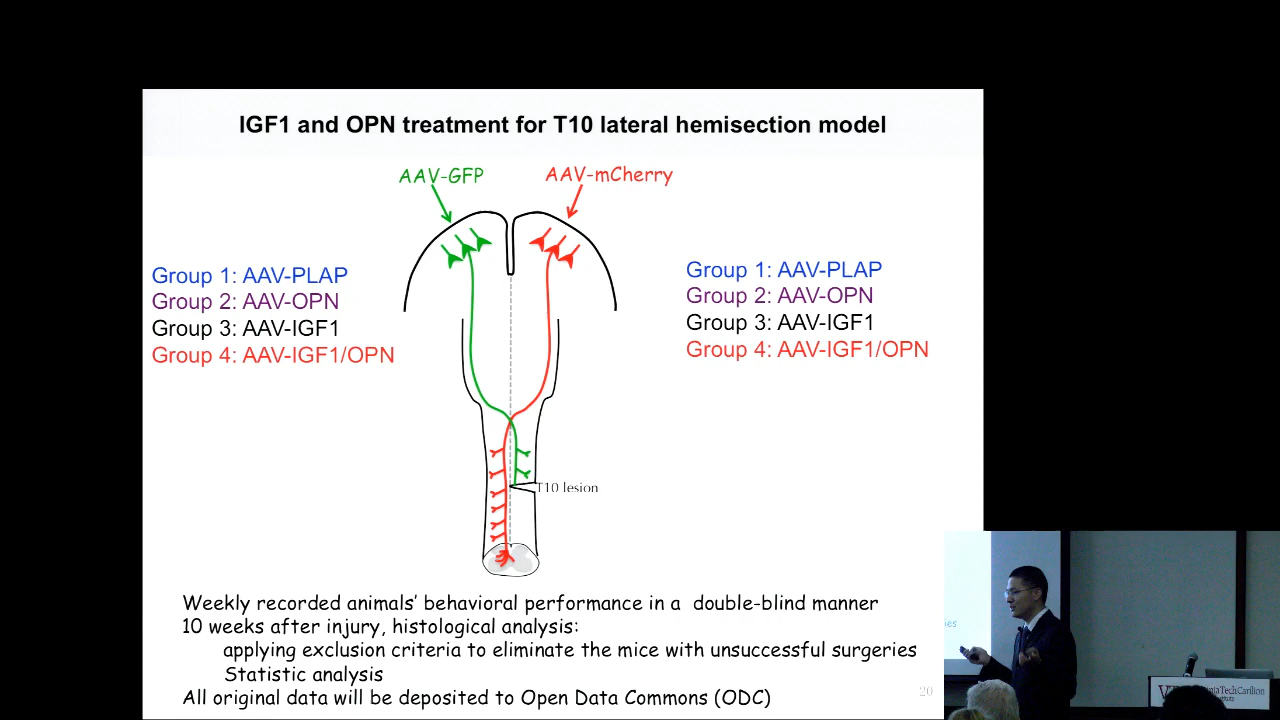 IGF1 and OPN treatment for T10 lateral hemisection model
AAV-GFP
AAV-mCherry
Group 1: AAV-PLAP
Group 2: AAV-OPN
Group 3: AAV-IGF1
Group 4: AAV-IGF1/OPN
Group 1: AAV-PLAP
Group 2: AAV-OPN
Group 3: AAV-IGF1
Group 4: AAV-IGF1/OPN
T10 lesion
Weekly recorded animals' behavioral performance in a double-blind manner
10 weeks after injury, histological analysis:
applying exclusion criteria to eliminate the mice with unsuccessful surgeries
Statistic analysis
All original data will be deposited to Open Data Commons (ODC)
20
TechCarilion